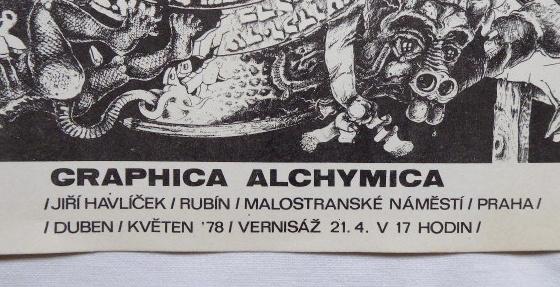 GRAPHICA ALCHYMICA
/ JIŘÍ HAVLÍČEK / RUBÍN / MALOSTRANSKÉ NÁMĚSTÍ / PRAHA /
/ DUBEN / KVĚTEN '78 / VERNISÁŽ 21. 4. V 17 HODIN /